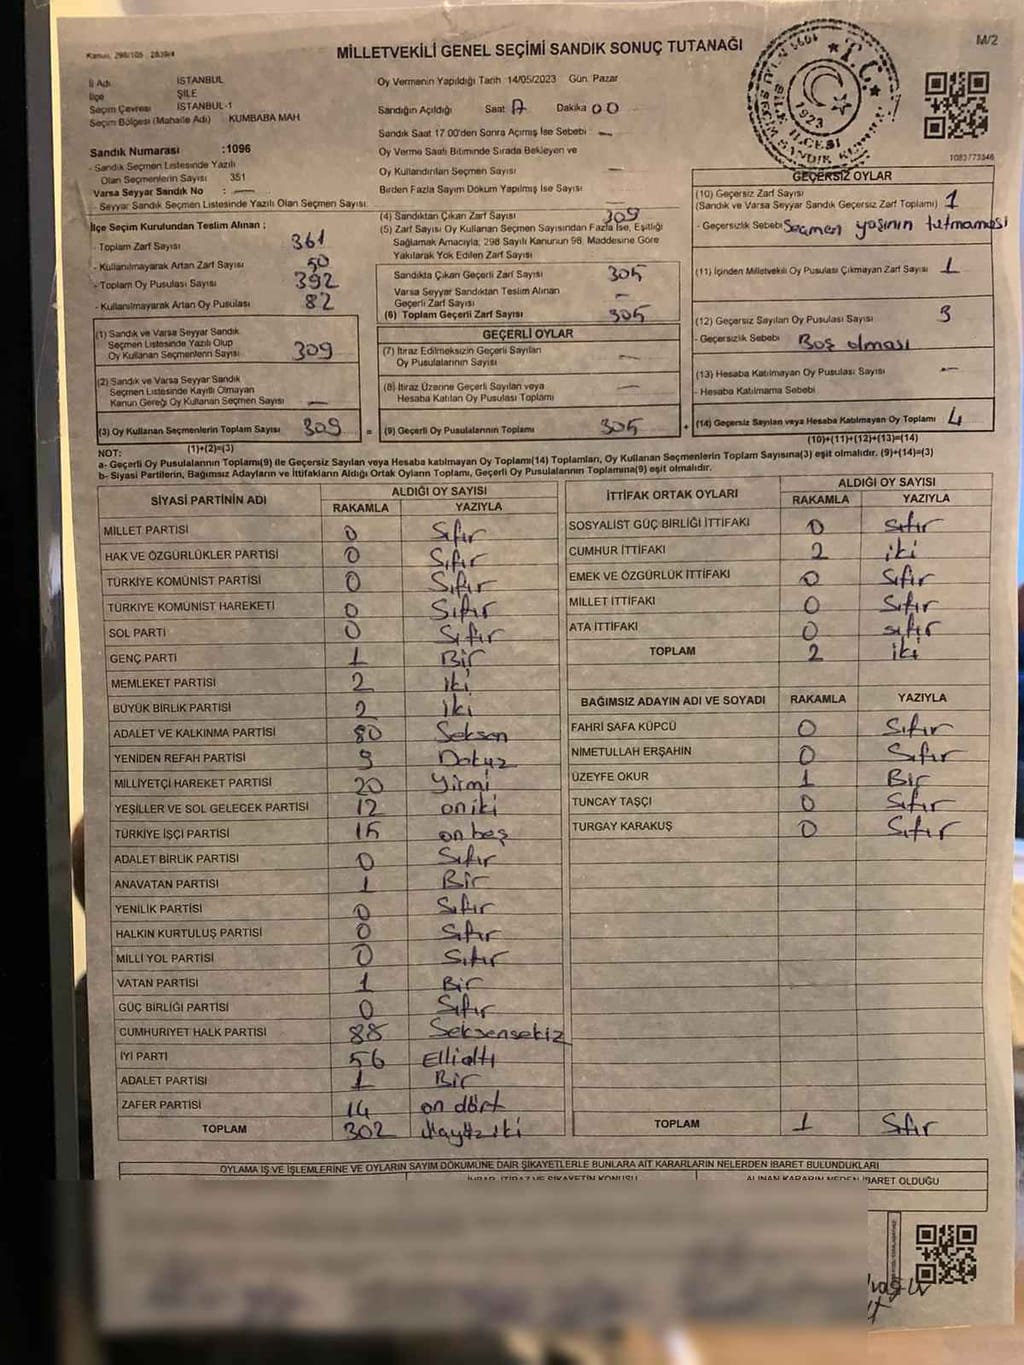 Kanun, 298/105 : 2839/4
MİLLETVEKİLİ GENEL SEÇİMİ SANDIK SONUÇ TUTANAĞI
M/2
İl Adı İSTANBUL
İlçe ŞİLE
Seçim Çevresi İSTANBUL-1
Seçim Bölgesi (Mahalle Adı) KUMBABA MAH
Sandık Numarası :1096
- Sandık Seçmen Listesinde Yazılı
Olan Seçmenlerin Sayısı 351
Varsa Seyyar Sandık No : —
- Seyyar Sandık Seçmen Listesinde Yazılı Olan Seçmen Sayısı:
İlçe Seçim Kurulundan Teslim Alınan ;
- Toplam Zarf Sayısı 361
- Kullanılmayarak Artan Zarf Sayısı 50
- Toplam Oy Pusulası Sayısı 392
- Kullanılmayarak Artan Oy Pusulası 82
(1) Sandık ve Varsa Seyyar Sandık
Seçmen Listesinde Yazılı Olup
Oy Kullanan Seçmenlerin Sayısı 309
(2) Sandık ve Varsa Seyyar Sandık
Seçmen Listesinde Kayıtlı Olmayan
Kanun Gereği Oy Kullanan Seçmen Sayısı —
(3) Oy Kullanan Seçmenlerin Toplam Sayısı 309
(1)+(2)=(3)
Oy Vermenin Yapıldığı Tarih 14/05/2023 Gün. Pazar
Sandığın Açıldığı Saat 17 Dakika 00
Sandık Saat 17.00'den Sonra Açımış İse Sebebi —
Oy Verme Saati Bitiminde Sırada Bekleyen ve
Oy Kullandırılan Seçmen Sayısı —
Birden Fazla Sayım Döküm Yapılmış İse Sayısı —
(4) Sandıktan Çıkan Zarf Sayısı 309
(5) Zarf Sayısı Oy Kullanan Seçmen Sayısından Fazla İse, Eşitliği
Sağlamak Amacıyla, 298 Sayılı Kanunun 98. Maddesine Göre
Yakılarak Yok Edilen Zarf Sayısı
Sandıkta Çıkan Geçerli Zarf Sayısı 305
Varsa Seyyar Sandıktan Teslim Alınan
Geçerli Zarf Sayısı —
(6) Toplam Geçerli Zarf Sayısı 305
GEÇERLİ OYLAR
(7) İtiraz Edilmeksizin Geçerli Sayılan
Oy Pusulalarının Sayısı —
(8) İtiraz Üzerine Geçerli Sayılan veya
Hesaba Katılan Oy Pusulası Toplamı —
= (9) Geçerli Oy Pusulalarının Toplamı 305
T.C.
1923
1083773346
GEÇERSİZ OYLAR
(10) Geçersiz Zarf Sayısı
(Sandık ve Varsa Seyyar Sandık Geçersiz Zarf Toplamı) 1
- Geçersizlik Sebebi Seçmen yasının tutmaması
(11) İçinden Milletvekili Oy Pusulası Çıkmayan Zarf Sayısı 1
(12) Geçersiz Sayılan Oy Pusulası Sayısı 3
- Geçersizlik Sebebi Boş olması
(13) Hesaba Katılmayan Oy Pusulası Sayısı —
- Hesaba Katılmama Sebebi
+ (14) Geçersiz Sayılan veya Hesaba Katılmayan Oy Toplamı 4
(10)+(11)+(12)+(13)=(14)
NOT:
a- Geçerli Oy Pusulalarının Toplamı(9) ile Geçersiz Sayılan veya Hesaba katılmayan Oy Toplamı(14) Toplamları, Oy Kullanan Seçmenlerin Toplam Sayısına(3) eşit olmalıdır. (9)+(14)=(3)
b- Siyasi Partilerin, Bağımsız Adayların ve İttifakların Aldığı Ortak Oyların Toplamı, Geçerli Oy Pusulalarının Toplamına(9) eşit olmalıdır.
SİYASİ PARTİNİN ADI ALDIĞI OY SAYISI
RAKAMLA YAZIYLA
MİLLET PARTİSİ 0 Sıfır
HAK VE ÖZGÜRLÜKLER PARTİSİ 0 Sıfır
TÜRKİYE KOMÜNİST PARTİSİ 0 Sıfır
TÜRKİYE KOMÜNİST HAREKETİ 0 Sıfır
SOL PARTİ 0 Sıfır
GENÇ PARTİ 1 Bir
MEMLEKET PARTİSİ 2 iki
BÜYÜK BİRLİK PARTİSİ 2 iki
ADALET VE KALKINMA PARTİSİ 80 Seksen
YENİDEN REFAH PARTİSİ 9 Dokuz
MİLLİYETÇİ HAREKET PARTİSİ 20 Yirmi
YEŞİLLER VE SOL GELECEK PARTİSİ 12 oniki
TÜRKİYE İŞÇİ PARTİSİ 15 on beş
ADALET BİRLİK PARTİSİ 0 Sıfır
ANAVATAN PARTİSİ 1 Bir
YENİLİK PARTİSİ 0 Sıfır
HALKIN KURTULUŞ PARTİSİ 0 Sıfır
MİLLİ YOL PARTİSİ 0 Sıfır
VATAN PARTİSİ 1 Bir
GÜÇ BİRLİĞİ PARTİSİ 0 Sıfır
CUMHURİYET HALK PARTİSİ 88 Seksensekiz
İYİ PARTİ 56 Elli altı
ADALET PARTİSİ 1 Bir
ZAFER PARTİSİ 14 on dört
TOPLAM 302
İTTİFAK ORTAK OYLARI ALDIĞI OY SAYISI
RAKAMLA YAZIYLA
SOSYALİST GÜÇ BİRLİĞİ İTTİFAKI 0 sıfır
CUMHUR İTTİFAKI 2 iki
EMEK VE ÖZGÜRLÜK İTTİFAKI 0 Sıfır
MİLLET İTTİFAKI 0 Sıfır
ATA İTTİFAKI 0 sıfır
TOPLAM 2 iki
BAĞIMSIZ ADAYIN ADI VE SOYADI RAKAMLA YAZIYLA
FAHRİ SAFA KÜPCÜ 0 Sıfır
NİMETULLAH ERŞAHİN 0 Sıfır
ÜZEYFE OKUR 1 Bir
TUNCAY TAŞÇI 0 Sıfır
TURGAY KARAKUŞ 0 Sıfır
TOPLAM 1 Sıfır
OYLAMA İŞ VE İŞLEMLERİNE VE OYLARIN SAYIM DÖKÜMÜNE DAİR ŞİKAYETLERLE BUNLARA AİT KARARLARIN NELERDEN İBARET BULUNDUKLARI
İHBAR, İTİRAZ VE ŞİKAYETİN KONUSU ALINAN KARARIN NEDEN İBARET OLDUĞU